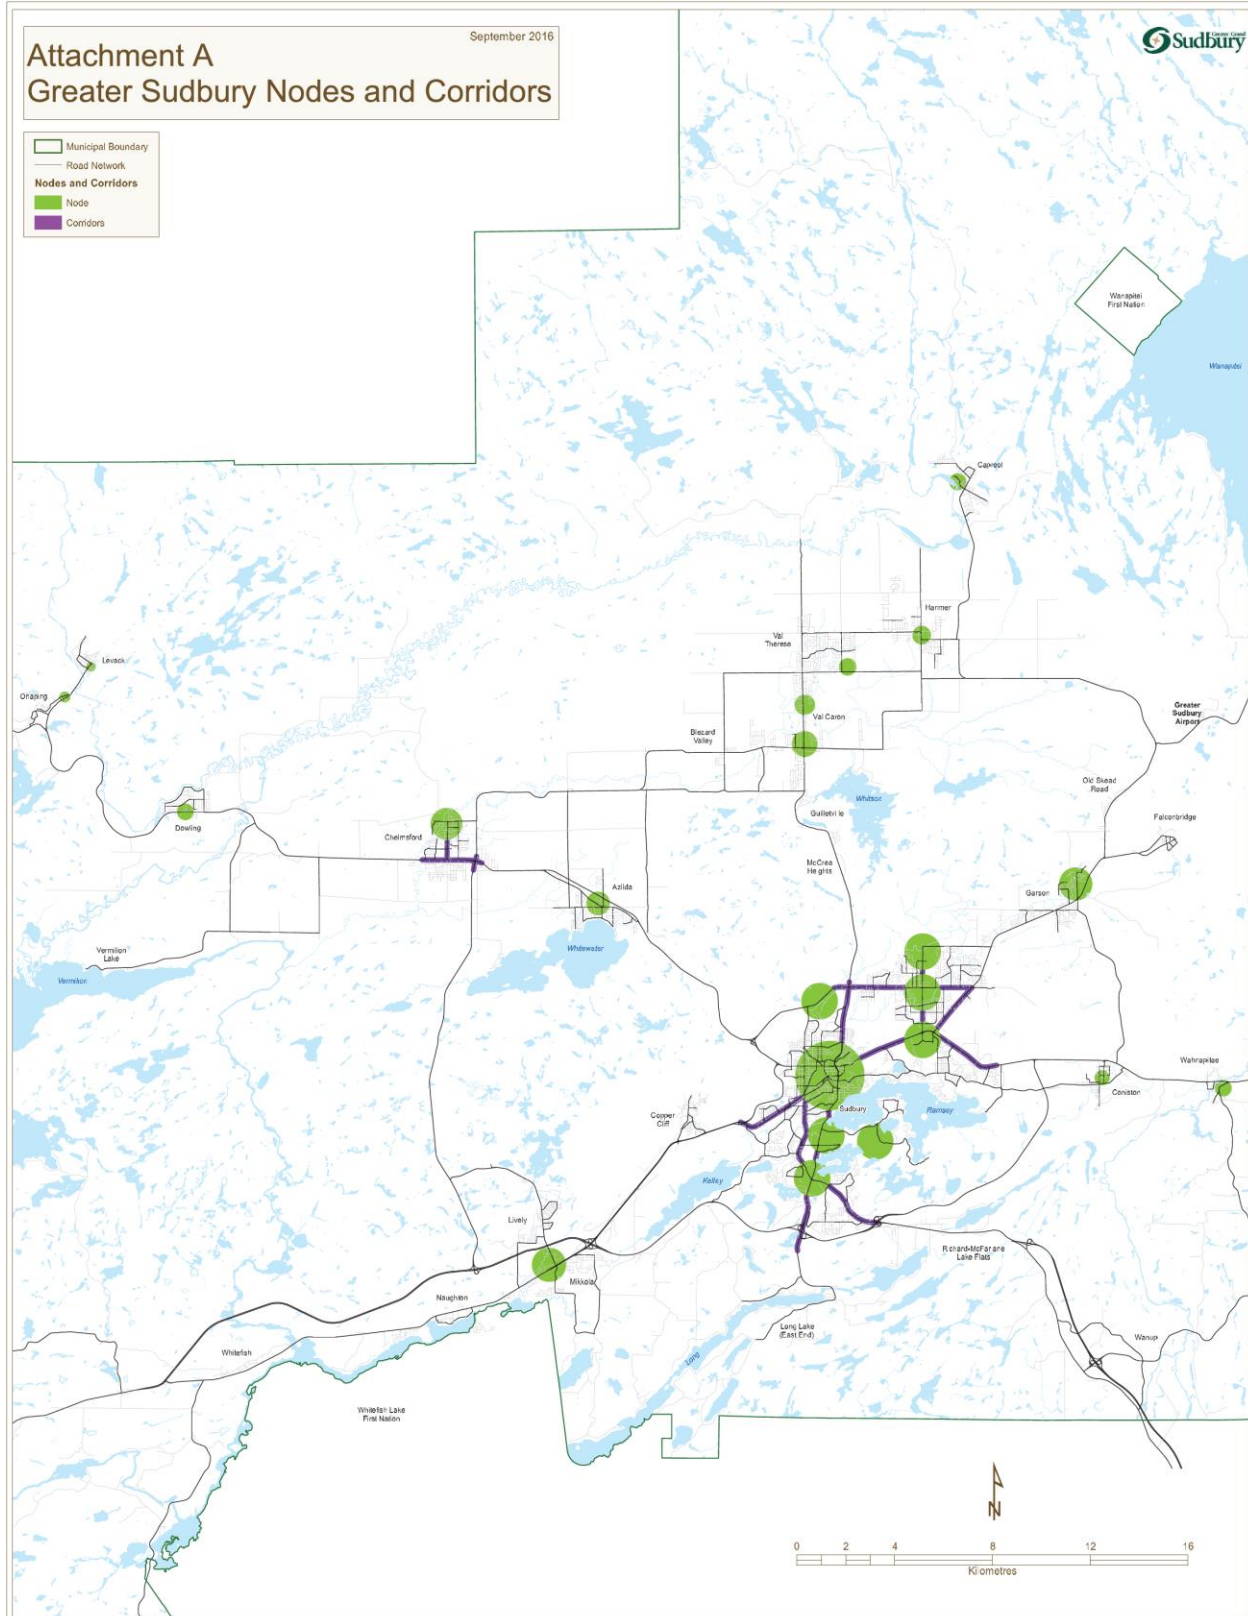 September 2016
Attachment A
Greater Sudbury Nodes and Corridors
Greater Grand
Sudbury
Municipal Boundary
Road Network
Nodes and Corridors
Node
Corridors
Wanapitei
First Nation
Wanapitei
Capreol
Hanmer
Val
Therese
Levack
Onaping
Val Caron
Greater
Sudbury
Airport
Blezard
Valley
Old Skead
Road
Whitson
Guilletville
Falconbridge
Dowling
Chelmsford
McCrea
Heights
Azilda
Garson
Vermilion
Lake
Whitewater
Vermilion
Wahnapitae
Coniston
Copper
Cliff
Sudbury
Ramsey
Kelley
Lively
Richard-McFarlane
Lake Flats
Mikkola
Naughton
Long Lake
(East End)
Wanup
Whitefish
Long
Whitefish Lake
First Nation
N
0 2 4 8 12 16
Kilometres